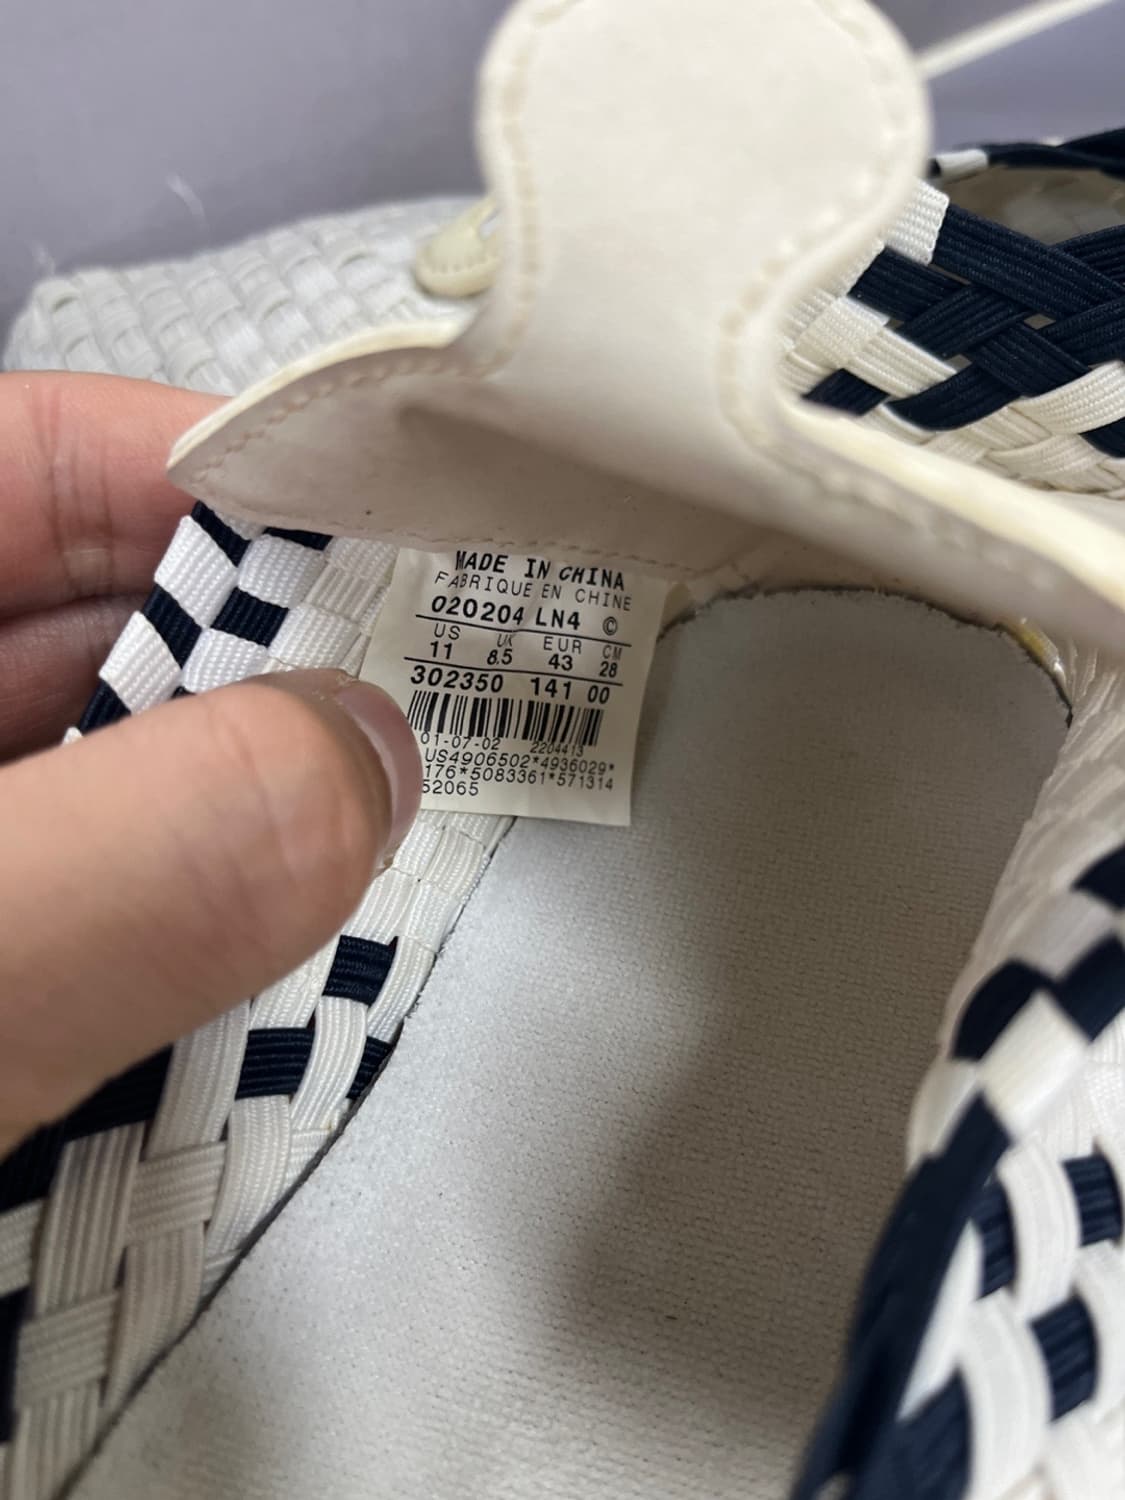 MADE IN CHINA
FABRIQUE EN CHINE
020204 LN4 ©
US UK EUR CM
11 8.5 43 28
302350 141 00
01-07-02 2204413
US4906502*4936029*
176*5083361*571314
52065